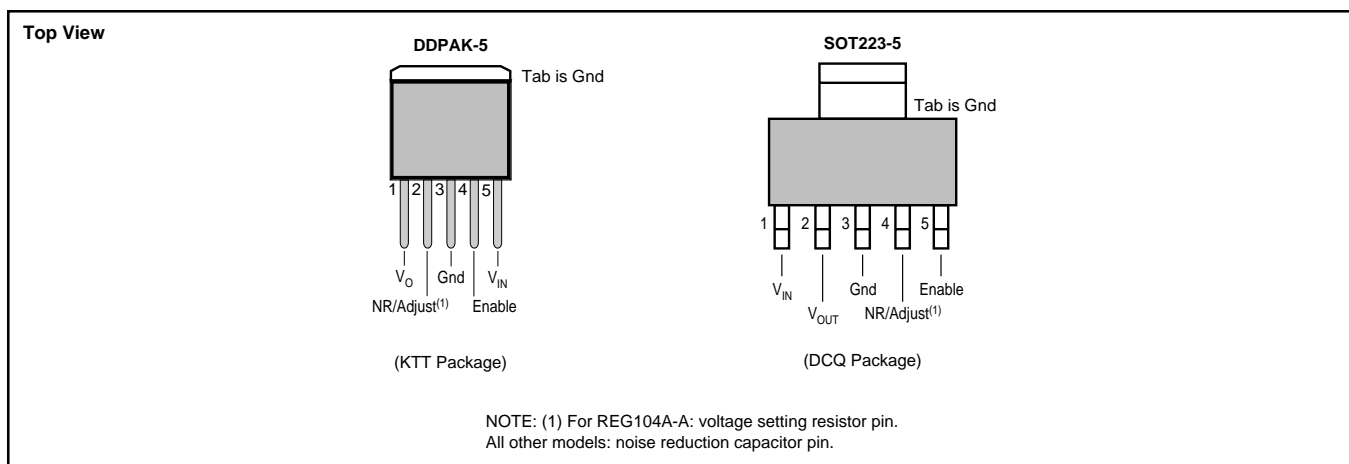 Top View
DDPAK-5
Tab is Gnd
1 2 3 4 5
V_O Gnd V_IN
NR/Adjust(1) Enable
(KTT Package)
SOT223-5
Tab is Gnd
1 2 3 4 5
V_IN Gnd Enable
V_OUT NR/Adjust(1)
(DCQ Package)
NOTE: (1) For REG104A-A: voltage setting resistor pin.
All other models: noise reduction capacitor pin.